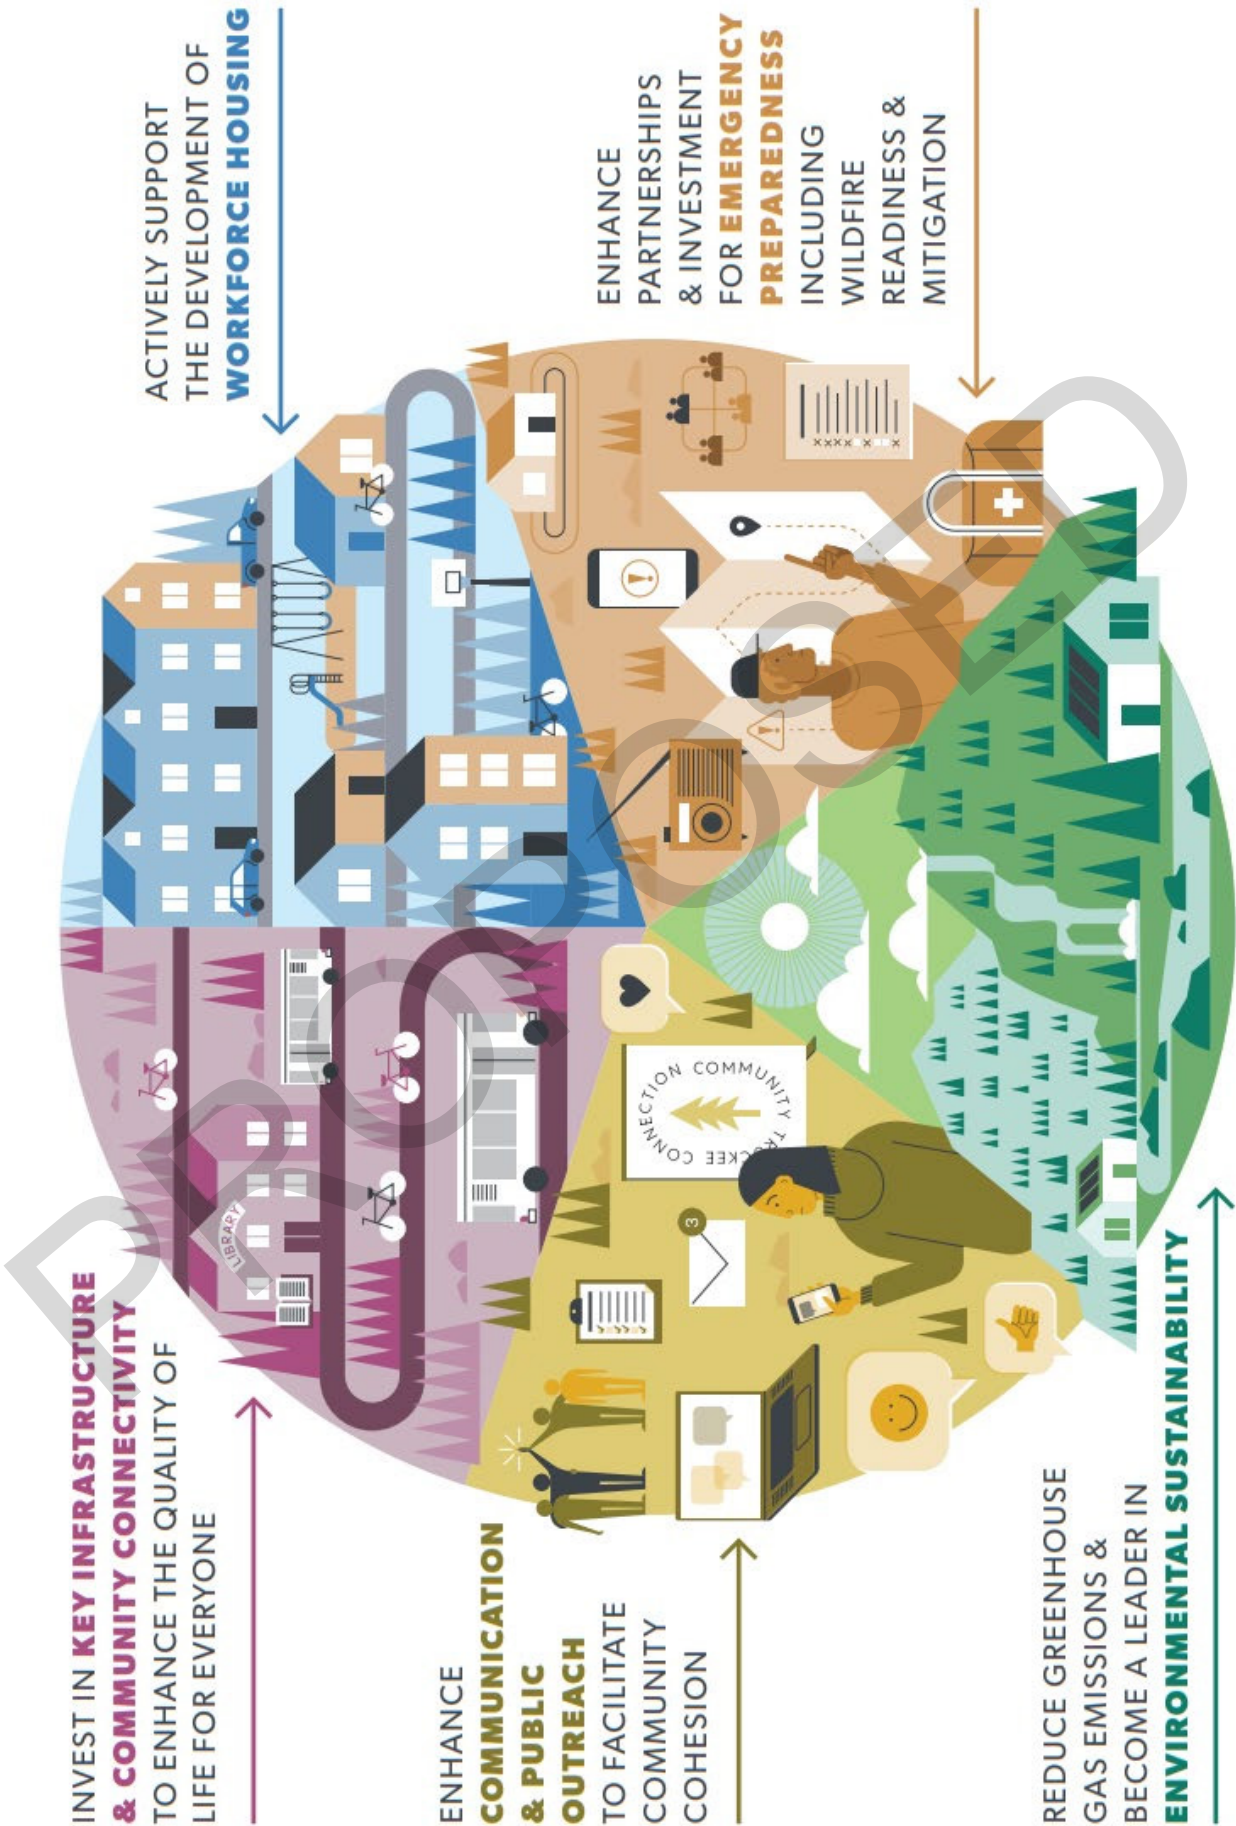 INVEST IN KEY INFRASTRUCTURE
& COMMUNITY CONNECTIVITY
TO ENHANCE THE QUALITY OF
LIFE FOR EVERYONE
ACTIVELY SUPPORT
THE DEVELOPMENT OF
WORKFORCE HOUSING
LIBRARY
ENHANCE
COMMUNICATION
& PUBLIC
OUTREACH
TO FACILITATE
COMMUNITY
COHESION
3
CONNECTION COMMUNITY
TRUCKEE CONNECTION
ENHANCE
PARTNERSHIPS
& INVESTMENT
FOR EMERGENCY
PREPAREDNESS
INCLUDING
WILDFIRE
READINESS &
MITIGATION
REDUCE GREENHOUSE
GAS EMISSIONS &
BECOME A LEADER IN
ENVIRONMENTAL SUSTAINABILITY
PROPOSED